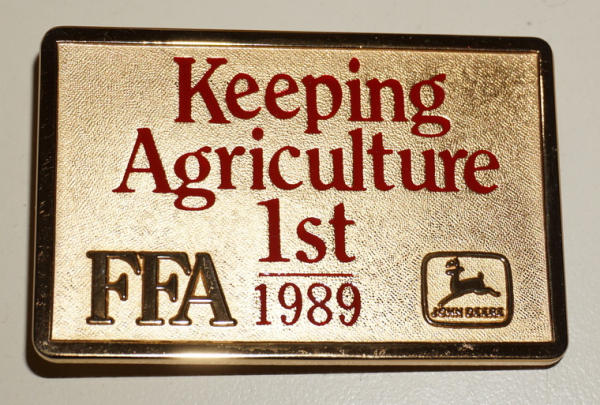 Keeping
Agriculture
1st
FFA 1989 JOHN DEERE